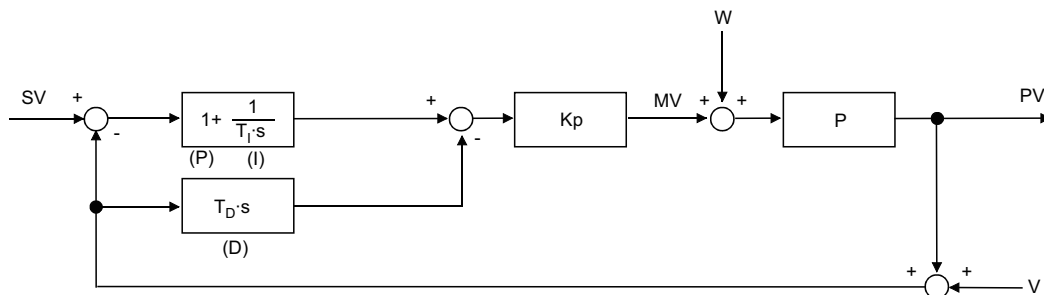 W
SV
+
-
1+ 1/(T_I·s)
(P) (I)
+
-
Kp
MV
+
+
P
PV
T_D·s
(D)
+
+
V